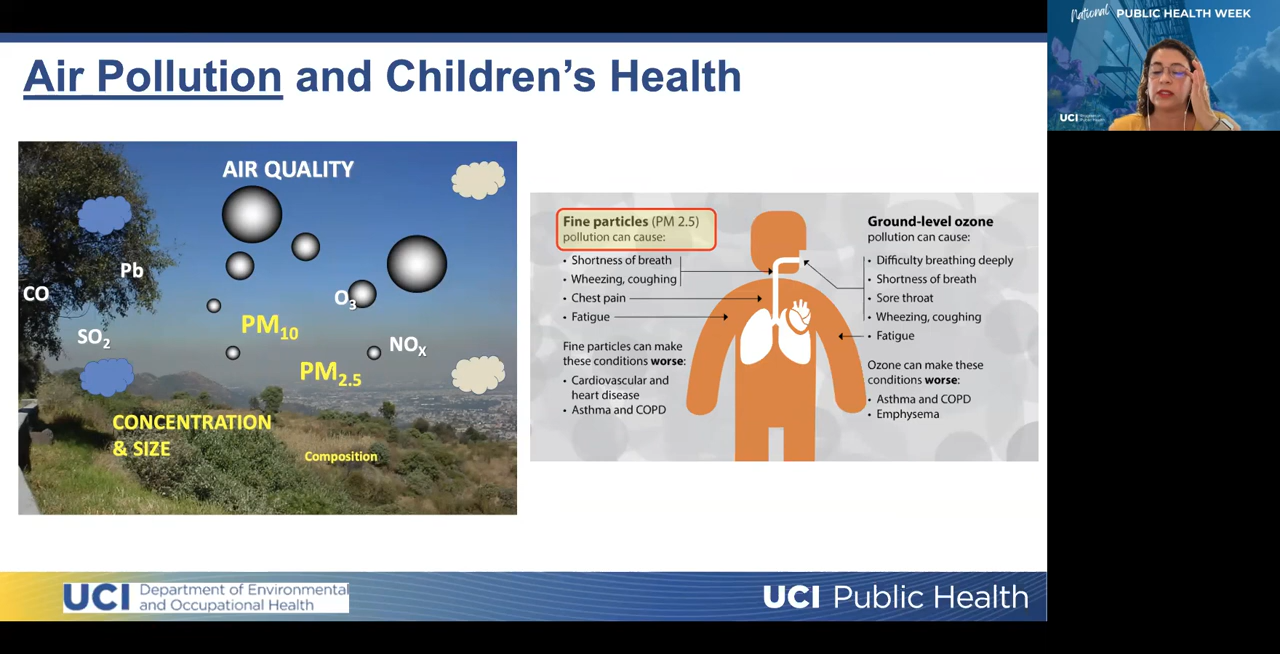 Air Pollution and Children's Health
National PUBLIC HEALTH WEEK
UCI
AIR QUALITY
Pb
CO
O3
SO2
PM10
NOX
PM2.5
CONCENTRATION
& SIZE
Composition
Fine particles (PM 2.5)
pollution can cause:
• Shortness of breath
• Wheezing, coughing
• Chest pain
• Fatigue
Fine particles can make
these conditions worse:
• Cardiovascular and
heart disease
• Asthma and COPD
Ground-level ozone
pollution can cause:
• Difficulty breathing deeply
• Shortness of breath
• Sore throat
• Wheezing, coughing
• Fatigue
Ozone can make these
conditions worse:
• Asthma and COPD
• Emphysema
UCI Department of Environmental
and Occupational Health
UCI Public Health